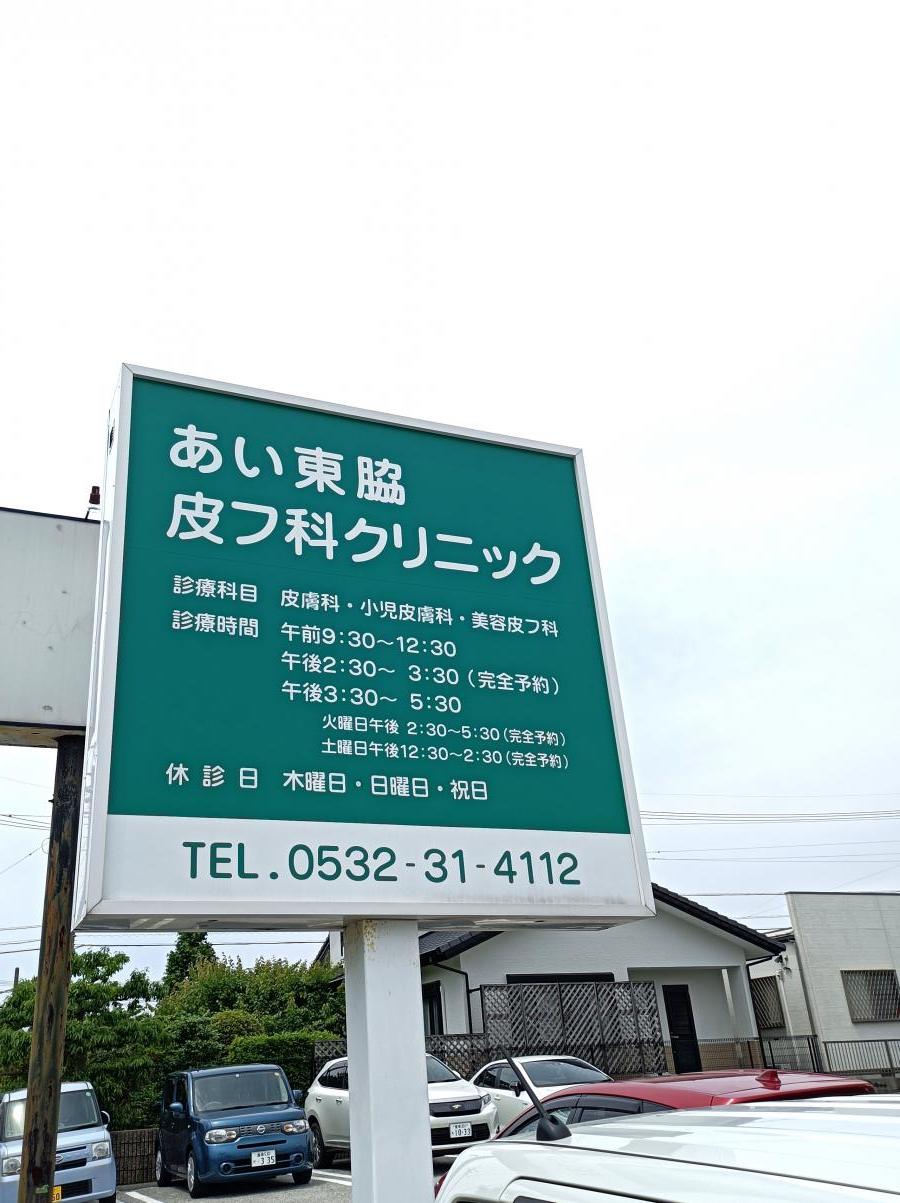 あい東脇
皮フ科クリニック
診療科目 皮膚科・小児皮膚科・美容皮フ科
診療時間 午前9:30～12:30
午後2:30～ 3:30(完全予約)
午後3:30～ 5:30
火曜日午後 2:30～5:30(完全予約)
土曜日午後12:30～2:30(完全予約)
休診日 木曜日・日曜日・祝日
TEL.0532-31-4112
・335
10-33